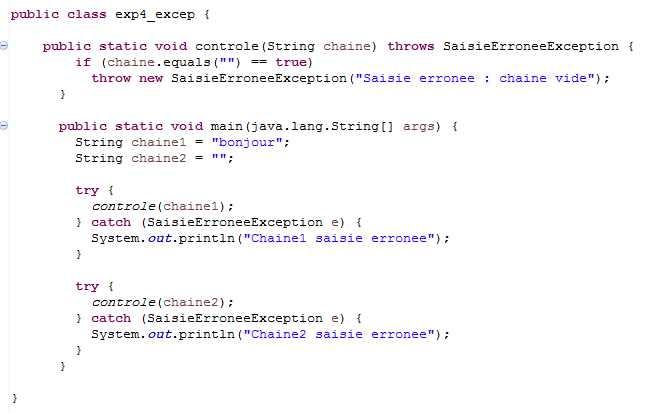 public class exp4_excep {
public static void controle(String chaine) throws SaisieErroneeException {
if (chaine.equals("") == true)
throw new SaisieErroneeException("Saisie erronee : chaine vide");
}
public static void main(java.lang.String[] args) {
String chaine1 = "bonjour";
String chaine2 = "";
try {
controle(chaine1);
} catch (SaisieErroneeException e) {
System.out.println("Chaine1 saisie erronee");
}
try {
controle(chaine2);
} catch (SaisieErroneeException e) {
System.out.println("Chaine2 saisie erronee");
}
}
}